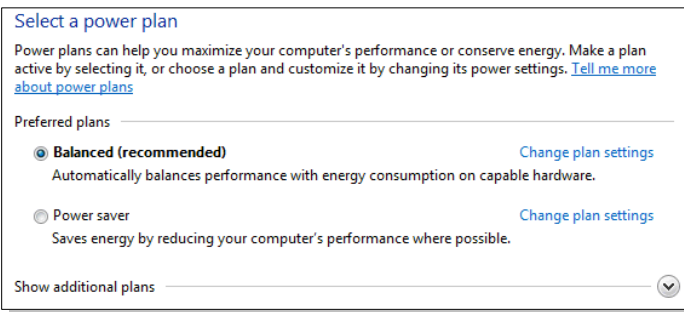 Select a power plan
Power plans can help you maximize your computer's performance or conserve energy. Make a plan
active by selecting it, or choose a plan and customize it by changing its power settings. Tell me more
about power plans
Preferred plans
Balanced (recommended) Change plan settings
Automatically balances performance with energy consumption on capable hardware.
Power saver Change plan settings
Saves energy by reducing your computer's performance where possible.
Show additional plans